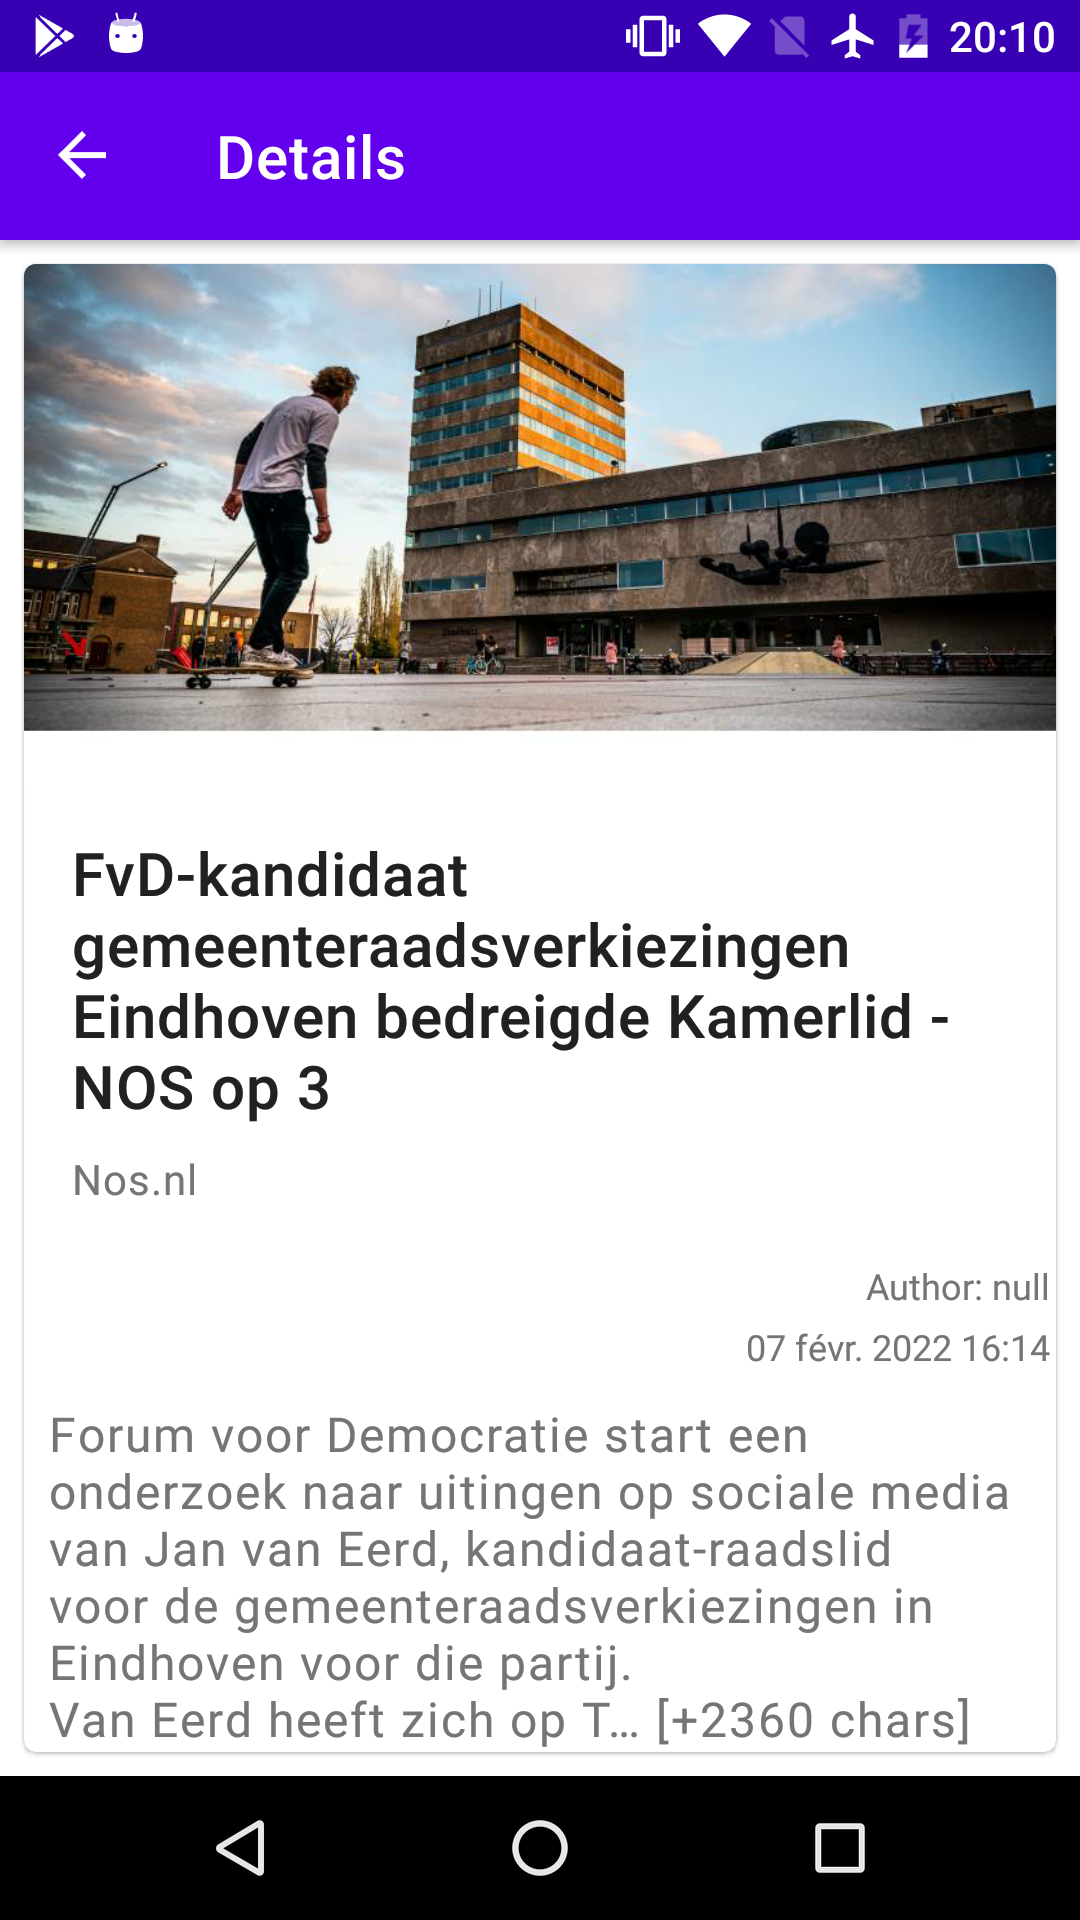 20:10
Details
FvD-kandidaat
gemeenteraadsverkiezingen
Eindhoven bedreigde Kamerlid -
NOS op 3
Nos.nl
Author: null
07 févr. 2022 16:14
Forum voor Democratie start een
onderzoek naar uitingen op sociale media
van Jan van Eerd, kandidaat-raadslid
voor de gemeenteraadsverkiezingen in
Eindhoven voor die partij.
Van Eerd heeft zich op T… [+2360 chars]